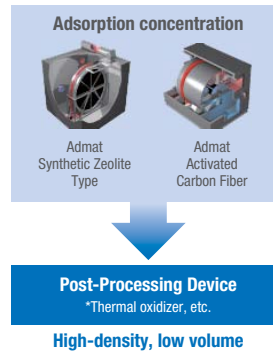 Adsorption concentration
Admat
Synthetic Zeolite
Type
Admat
Activated
Carbon Fiber
Post-Processing Device
*Thermal oxidizer, etc.
High-density, low volume